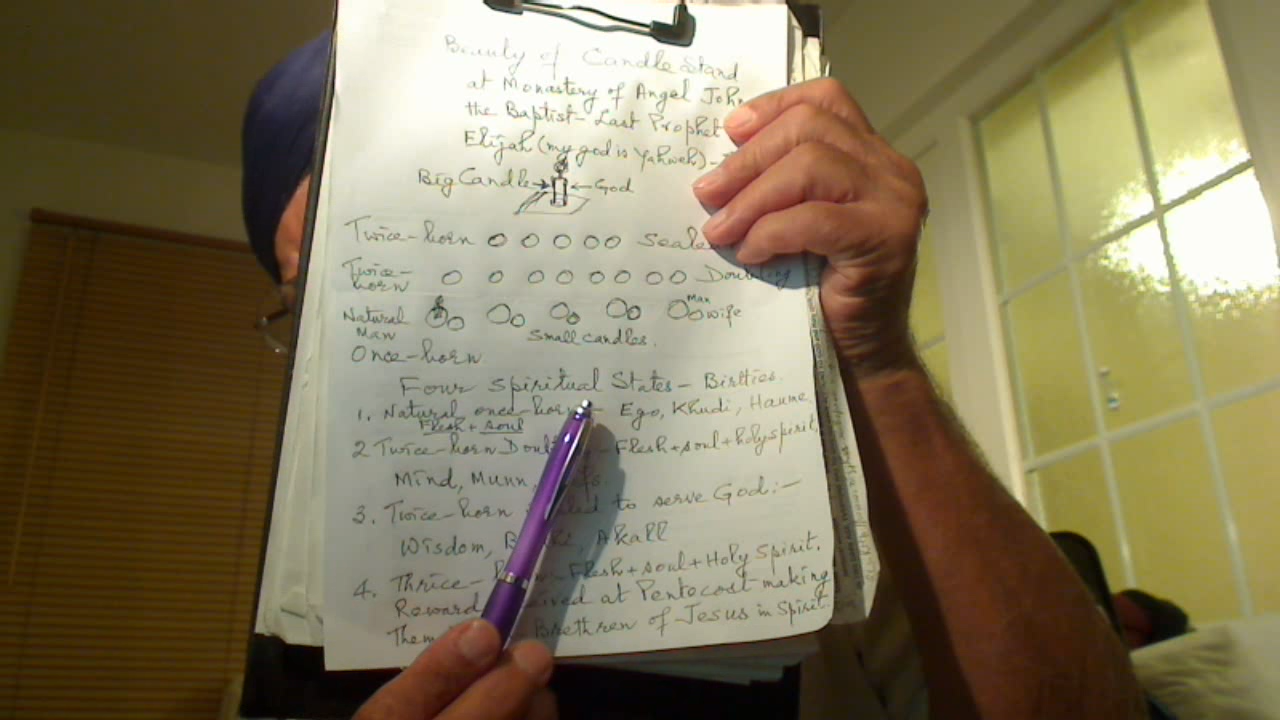 Beauty of Candle Stand
at Monastery of Angel John
the Baptist- Last Prophet
Elijah (my god is Yahweh) -
Big Candle God
Twice-born Seale
Twice- Doubting
born
Man
Natural wife
Man Small candles.
Once-born.
Four Spiritual States - Birlties.
1. Natural once-born - Ego, Khudi, Haume,
Flesh + soul
2 Twice-born - Flesh + soul + holy spirit,
Mind, Munn,
3. Twice-born to serve God :-
Wisdom, Akall
4. Thrice- Flesh + soul + Holy Spirit.
Reward at Pentecost making
Brethren of Jesus in Spirit.